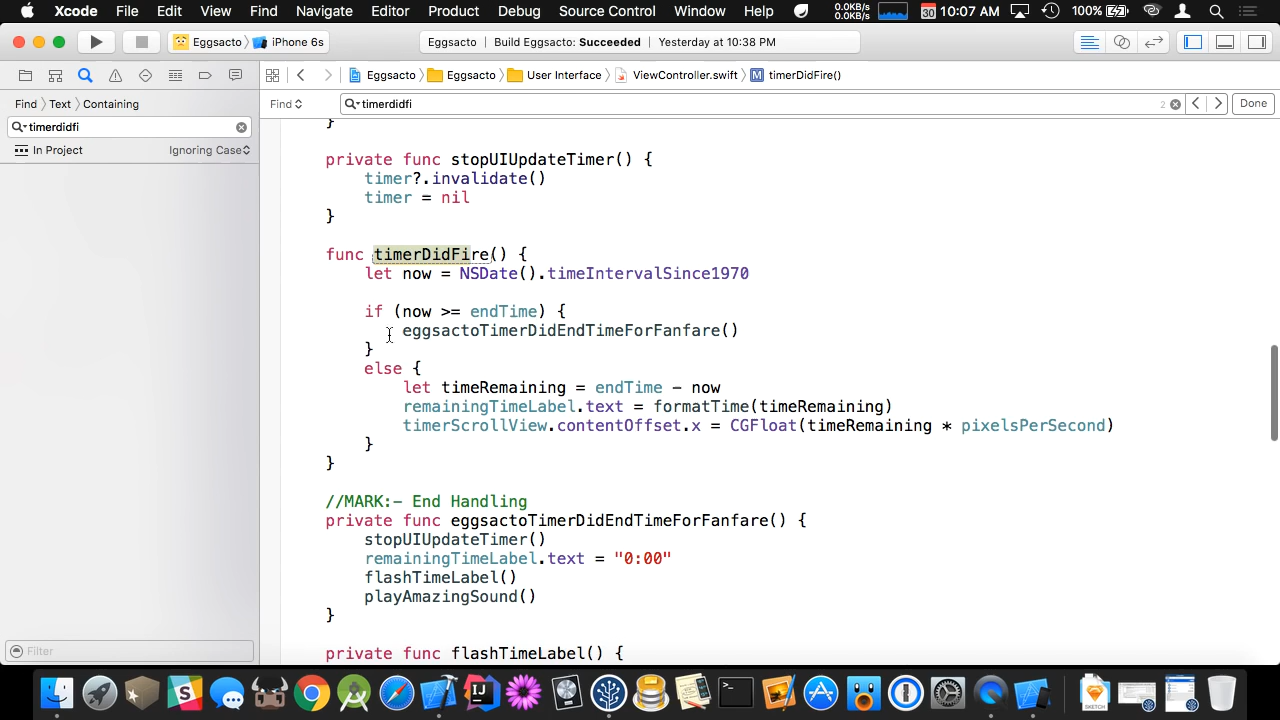 Xcode File Edit View Find Navigate Editor Product Debug Source Control Window Help 0.0KB/s 0.0KB/s 30 10:07 AM 100%
Eggsacto iPhone 6s Eggsacto Build Eggsacto: Succeeded Yesterday at 10:38 PM
Eggsacto Eggsacto User Interface ViewController.swift M timerDidFire()
Find Text Containing
Find timerdidfi 2 Done
timerdidfi
In Project Ignoring Case
}
private func stopUIUpdateTimer() {
timer?.invalidate()
timer = nil
}
func timerDidFire() {
let now = NSDate().timeIntervalSince1970
if (now >= endTime) {
eggsactoTimerDidEndTimeForFanfare()
}
else {
let timeRemaining = endTime - now
remainingTimeLabel.text = formatTime(timeRemaining)
timerScrollView.contentOffset.x = CGFloat(timeRemaining * pixelsPerSecond)
}
}
//MARK:- End Handling
private func eggsactoTimerDidEndTimeForFanfare() {
stopUIUpdateTimer()
remainingTimeLabel.text = "0:00"
flashTimeLabel()
playAmazingSound()
}
private func flashTimeLabel() {
Filter